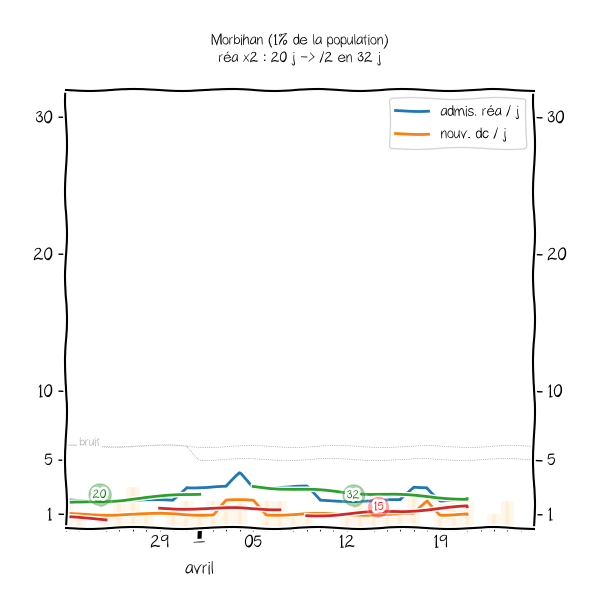 Morbihan (1% de la population)
réa x2 : 20 j -> /2 en 32 j
admis. réa / j
nouv. dc / j
30
30
20
20
10
10
bruit
5
5
20
32
15
1
1
29
05
12
19
avril